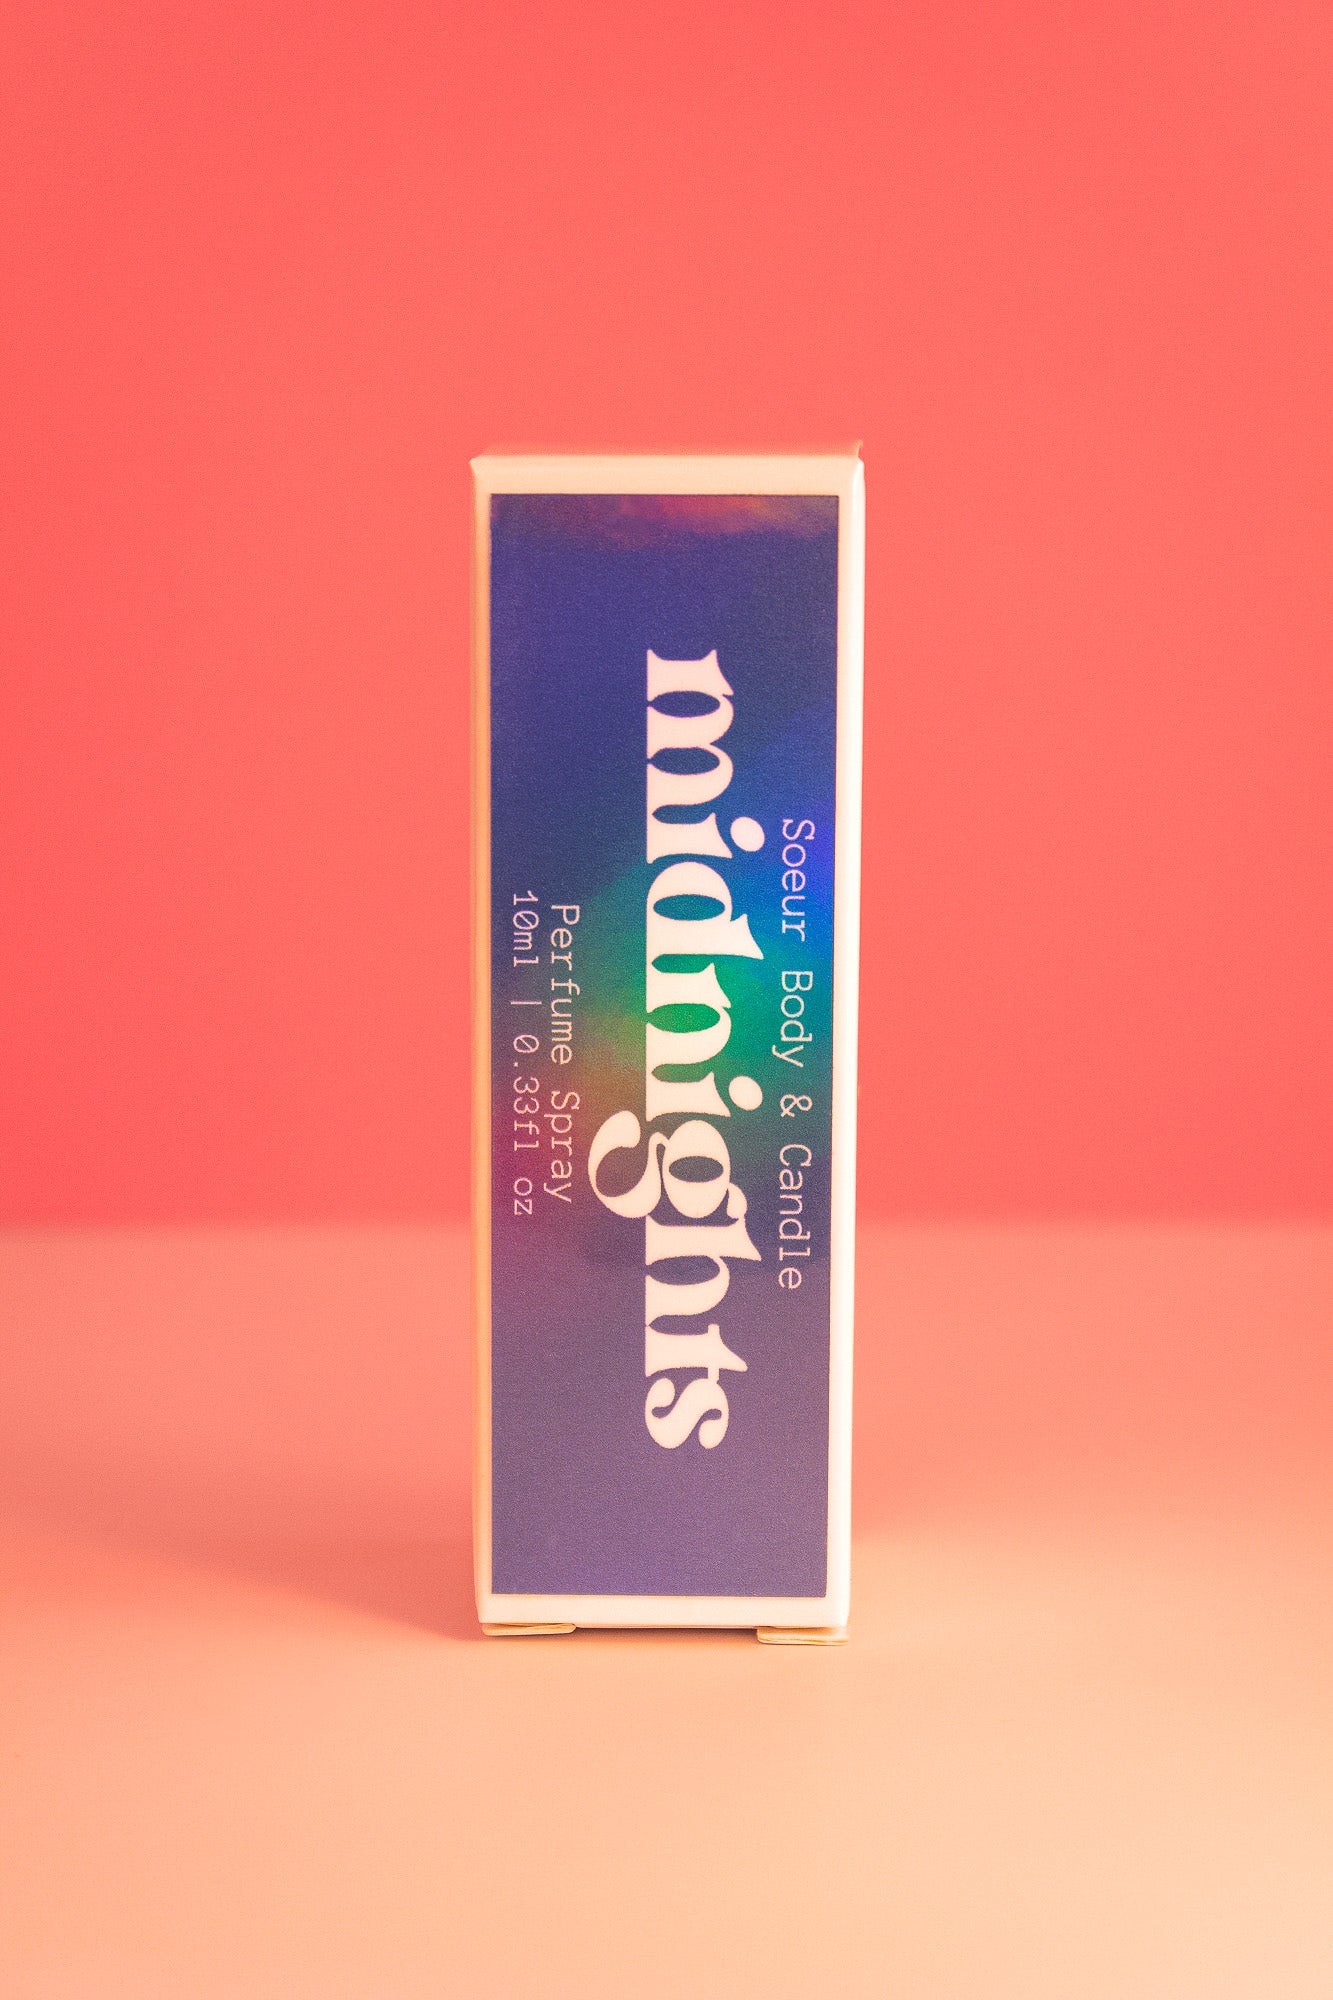 Soeur Body & Candle
midnights
Perfume Spray
10ml | 0.33fl oz